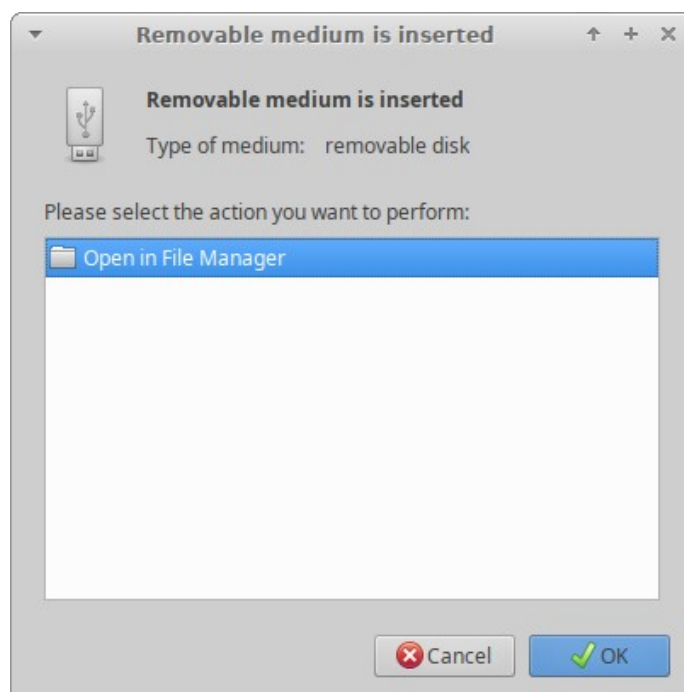 Removable medium is inserted
Removable medium is inserted
Type of medium: removable disk
Please select the action you want to perform:
Open in File Manager
Cancel OK